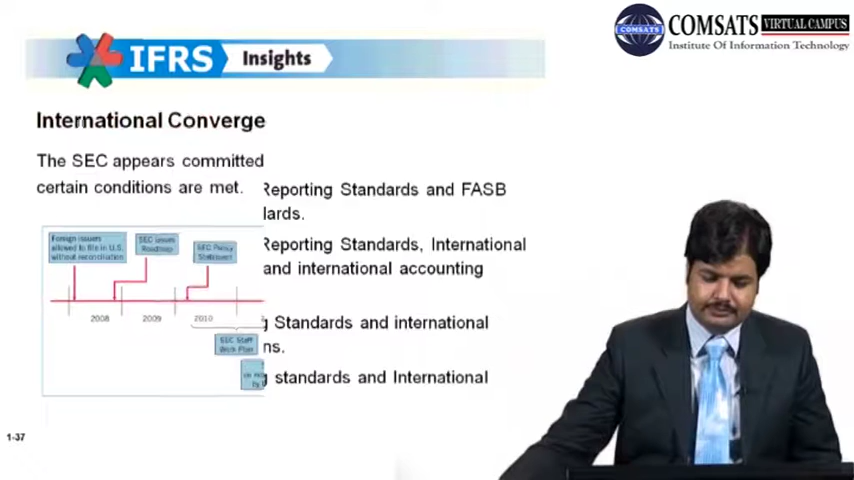 COMSATS VIRTUAL CAMPUS
COMSATS
Institute Of Information Technology
IFRS Insights
International Converge
The SEC appears committed
certain conditions are met.
Reporting Standards and FASB
lards.
Reporting Standards, International
and international accounting
g Standards and international
ns.
g standards and International
Foreign issuers
allowed to file in U.S.
without reconciliation
SEC issues
Roadmap
SEC Policy
Statement
2008 2009 2010
SEC Staff
Work Plan
1-37